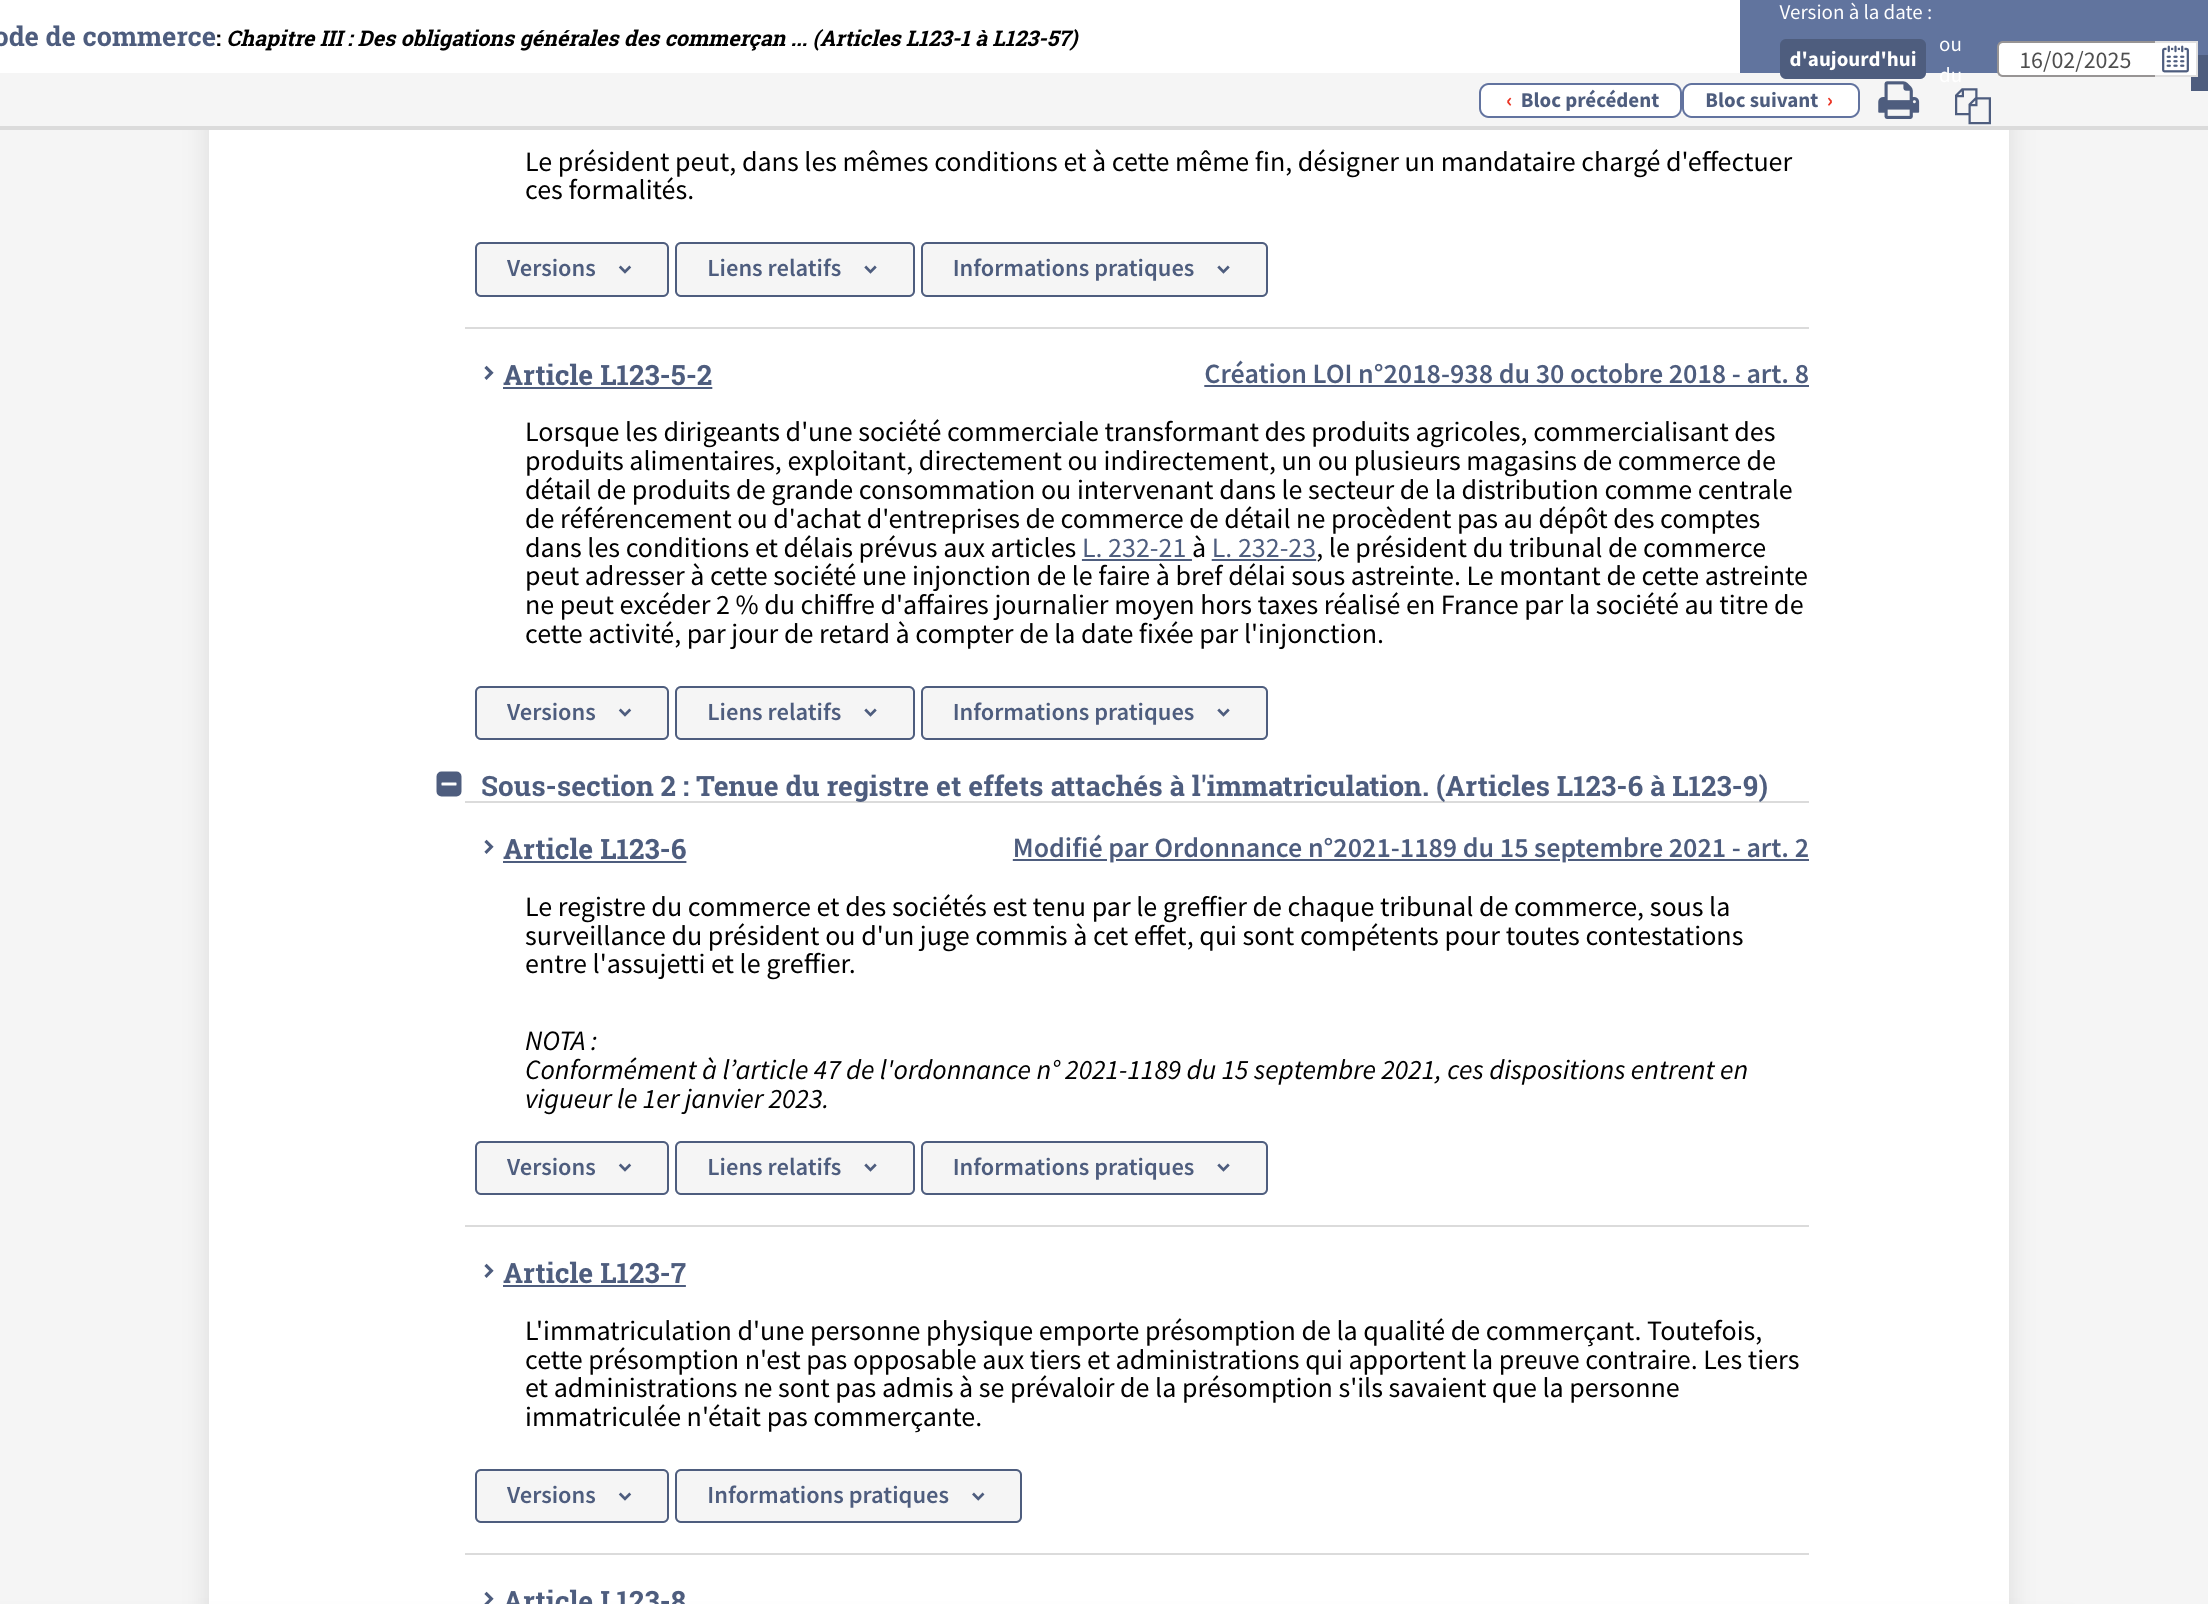 ode de commerce: Chapitre III : Des obligations générales des commerçan ... (Articles L123-1 à L123-57)
Version à la date :
d'aujourd'hui
ou
du
16/02/2025
‹ Bloc précédent
Bloc suivant ›
Le président peut, dans les mêmes conditions et à cette même fin, désigner un mandataire chargé d'effectuer
ces formalités.
Versions
Liens relatifs
Informations pratiques
Article L123-5-2
Création LOI n°2018-938 du 30 octobre 2018 - art. 8
Lorsque les dirigeants d'une société commerciale transformant des produits agricoles, commercialisant des
produits alimentaires, exploitant, directement ou indirectement, un ou plusieurs magasins de commerce de
détail de produits de grande consommation ou intervenant dans le secteur de la distribution comme centrale
de référencement ou d'achat d'entreprises de commerce de détail ne procèdent pas au dépôt des comptes
dans les conditions et délais prévus aux articles L. 232-21 à L. 232-23, le président du tribunal de commerce
peut adresser à cette société une injonction de le faire à bref délai sous astreinte. Le montant de cette astreinte
ne peut excéder 2 % du chiffre d'affaires journalier moyen hors taxes réalisé en France par la société au titre de
cette activité, par jour de retard à compter de la date fixée par l'injonction.
Versions
Liens relatifs
Informations pratiques
Sous-section 2 : Tenue du registre et effets attachés à l'immatriculation. (Articles L123-6 à L123-9)
Article L123-6
Modifié par Ordonnance n°2021-1189 du 15 septembre 2021 - art. 2
Le registre du commerce et des sociétés est tenu par le greffier de chaque tribunal de commerce, sous la
surveillance du président ou d'un juge commis à cet effet, qui sont compétents pour toutes contestations
entre l'assujetti et le greffier.
NOTA :
Conformément à l’article 47 de l'ordonnance n° 2021-1189 du 15 septembre 2021, ces dispositions entrent en
vigueur le 1er janvier 2023.
Versions
Liens relatifs
Informations pratiques
Article L123-7
L'immatriculation d'une personne physique emporte présomption de la qualité de commerçant. Toutefois,
cette présomption n'est pas opposable aux tiers et administrations qui apportent la preuve contraire. Les tiers
et administrations ne sont pas admis à se prévaloir de la présomption s'ils savaient que la personne
immatriculée n'était pas commerçante.
Versions
Informations pratiques
Article L123-8